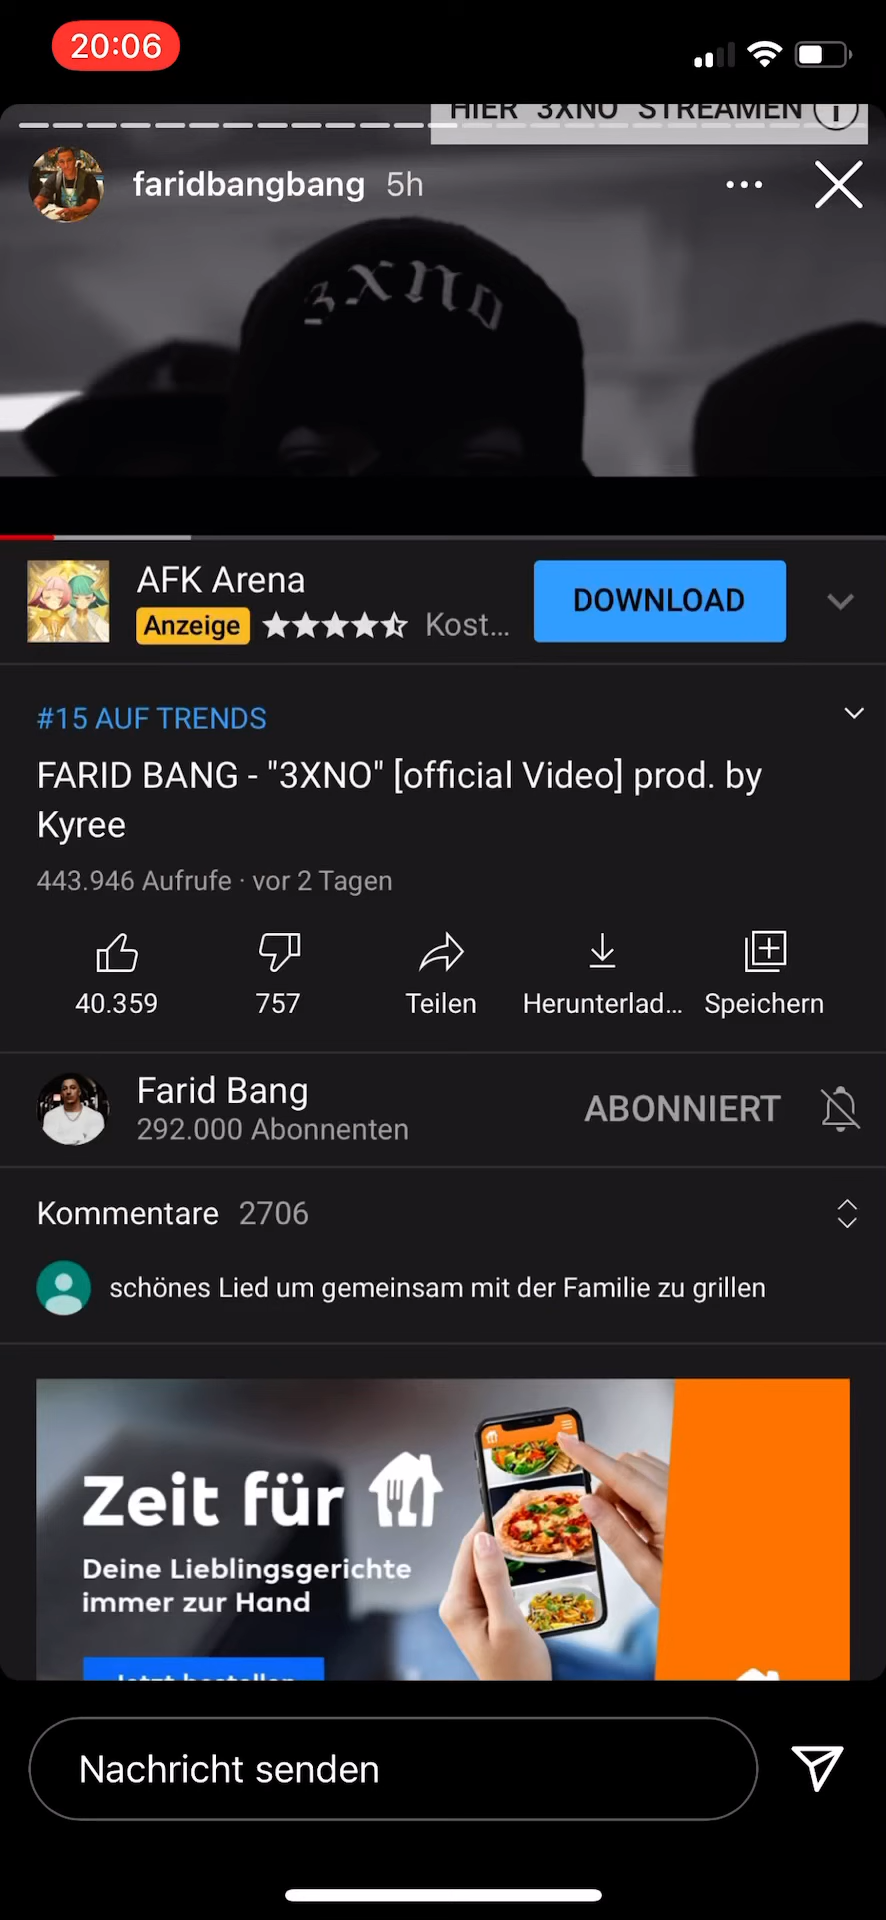 20:06
HIER 3XNO STREAMEN
faridbangbang 5h
3XNO
AFK Arena
DOWNLOAD
Anzeige Kost...
#15 AUF TRENDS
FARID BANG - "3XNO" [official Video] prod. by
Kyree
443.946 Aufrufe · vor 2 Tagen
40.359 757 Teilen Herunterlad... Speichern
Farid Bang
292.000 Abonnenten
ABONNIERT
Kommentare 2706
schönes Lied um gemeinsam mit der Familie zu grillen
Zeit für
Deine Lieblingsgerichte
immer zur Hand
Jetzt bestellen
Nachricht senden